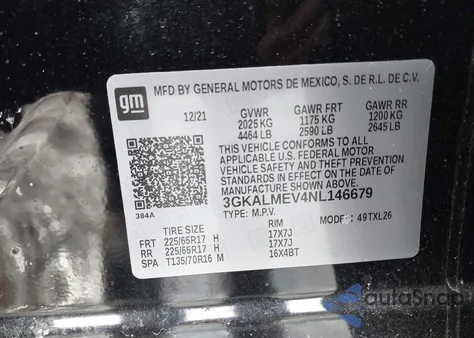 gm
MFD BY GENERAL MOTORS DE MEXICO, S. DE R.L. DE C.V.
12/21 GVWR GAWR FRT GAWR RR
2025 KG 1175 KG 1200 KG
4464 LB 2590 LB 2645 LB
THIS VEHICLE CONFORMS TO ALL
APPLICABLE U.S. FEDERAL MOTOR
VEHICLE SAFETY AND THEFT PREVENTION
STANDARDS IN EFFECT ON THE DATE OF
MANUFACTURE SHOWN ABOVE.
384A
3GKALMEV4NL146679
TYPE: M.P.V. MODEL: 49TXL26
TIRE SIZE RIM
FRT 225/65R17 H 17X7J
RR 225/65R17 H 17X7J
SPA T135/70R16 M 16X4BT
autoSnap